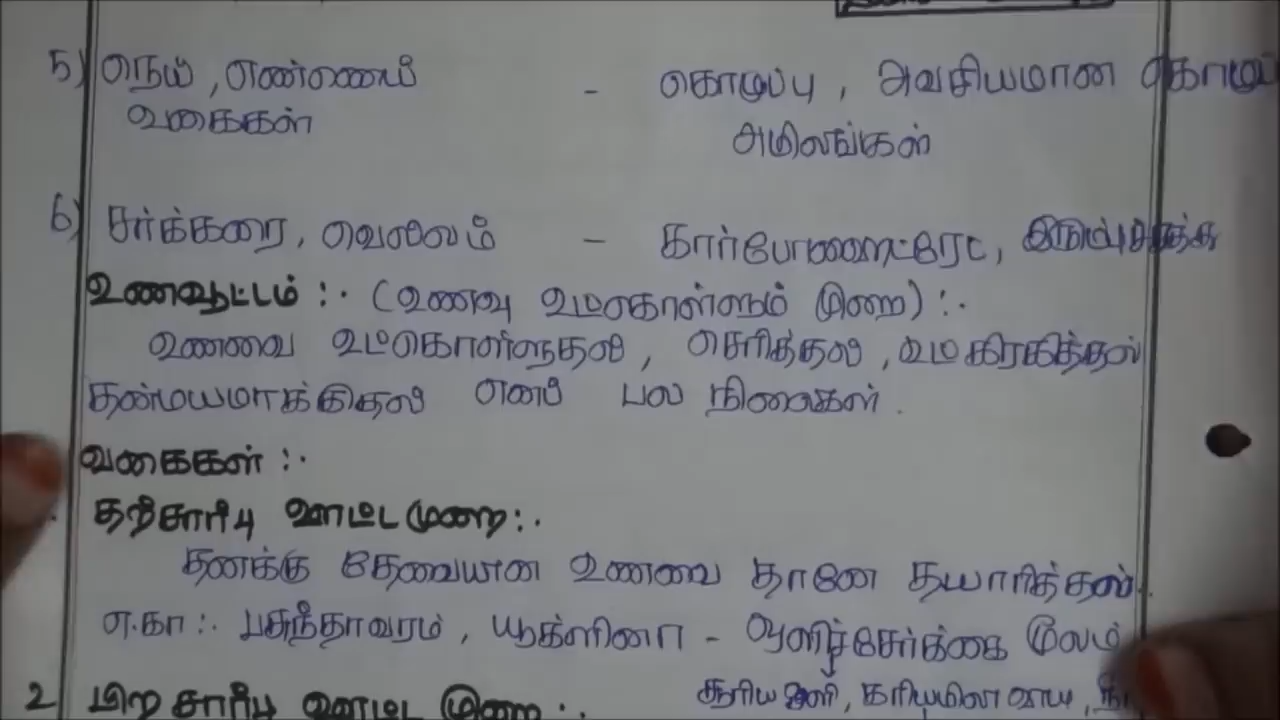 5) நெய், எண்ணெய் - கொழுப்பு, அவசியமான கொழுப்பு
வகைகள் அமிலங்கள்
6) சர்க்கரை, வெல்லம் - கார்போஹைட்ரேட், இரும்புசத்து
உணவூட்டம் :. (உணவு உட்கொள்ளும் முறை) :.
உணவை உட்கொள்ளுதல், செரித்தல், உட்கிரகித்தல்
தன்மயமாக்குதல் எனப் பல நிலைகள்.
வகைகள் :.
தற்சார்பு ஊட்டமுறை :.
தனக்கு தேவையான உணவை தானே தயாரித்தல்.
எ.கா :. பசுந்தாவரம், யூக்ளினா - ஒளிச்சேர்க்கை மூலம்
2 பிற சார்பு ஊட்ட முறை :. சூரிய ஒளி, கரியமில வாயு,